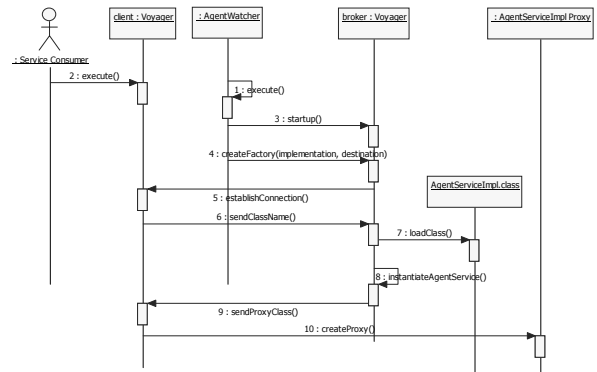 client : Voyager
: AgentWatcher
broker : Voyager
: AgentServiceImpl Proxy
: Service Consumer
2 : execute()
1 : execute()
3 : startup()
4 : createFactory(implementation, destination)
AgentServiceImpl.class
5 : establishConnection()
6 : sendClassName()
7 : loadClass()
8 : instantiateAgentService()
9 : sendProxyClass()
10 : createProxy()